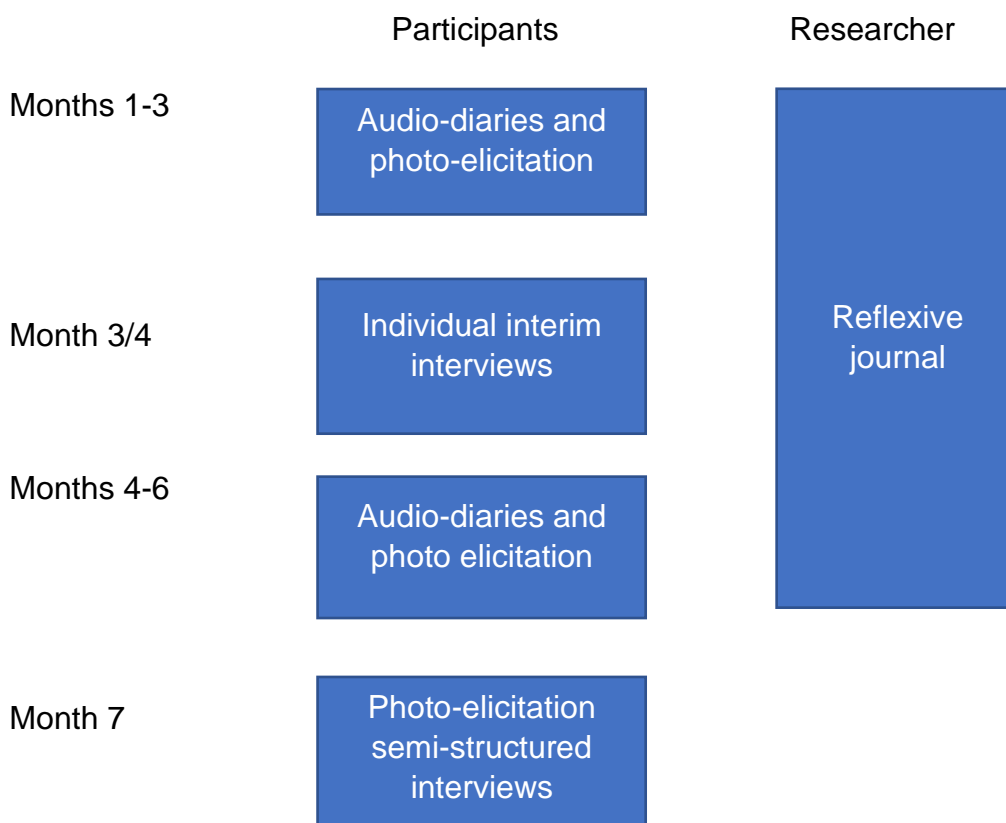 Participants
Researcher
Months 1-3
Audio-diaries and
photo-elicitation
Month 3/4
Individual interim
interviews
Reflexive
journal
Months 4-6
Audio-diaries and
photo elicitation
Month 7
Photo-elicitation
semi-structured
interviews